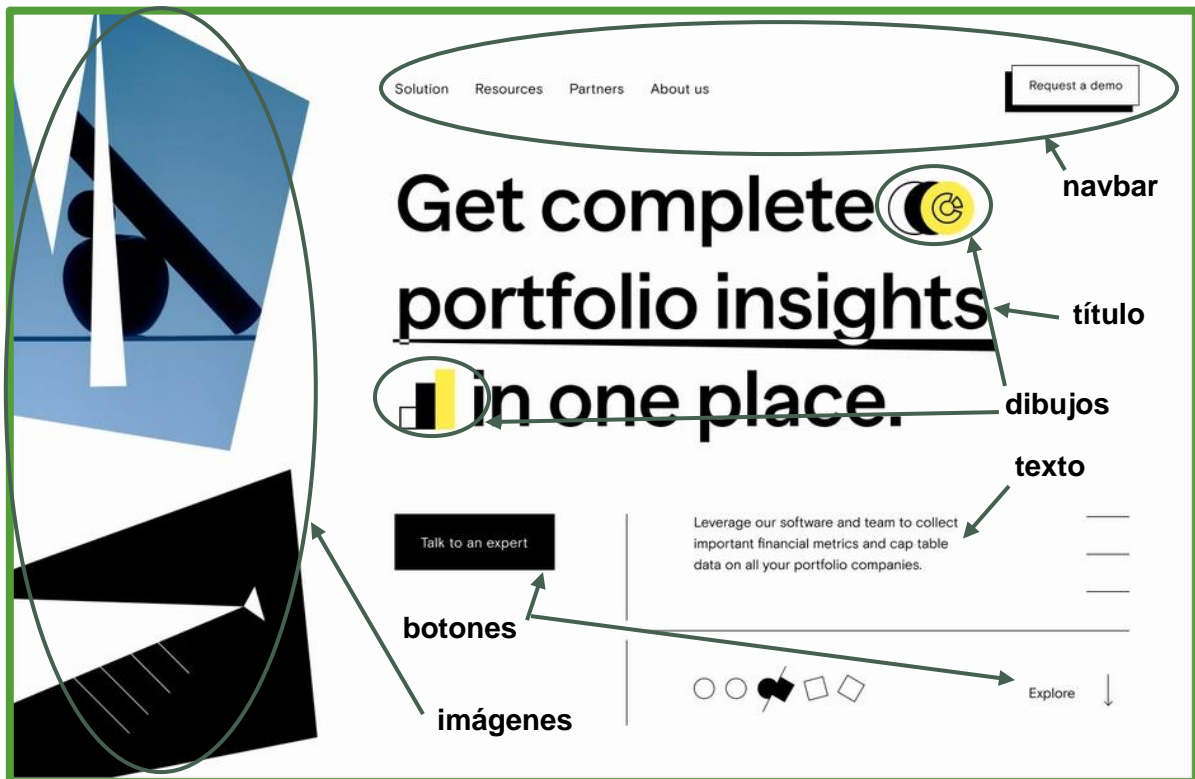 Solution Resources Partners About us Request a demo
navbar
Get complete
portfolio insights
título
in one place.
dibujos
texto
Talk to an expert
Leverage our software and team to collect
important financial metrics and cap table
data on all your portfolio companies.
botones
Explore
imágenes